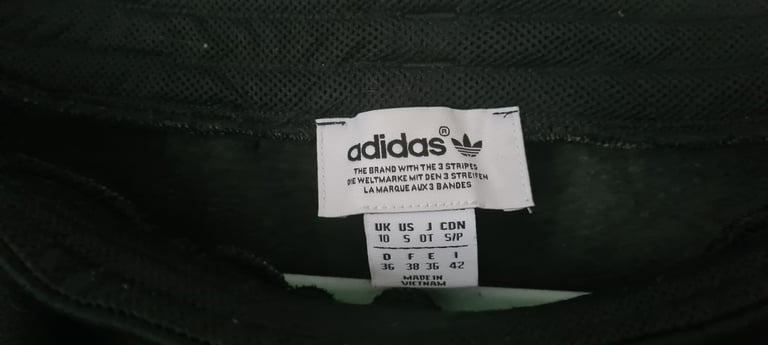 adidas®
THE BRAND WITH THE 3 STRIPES
DIE WELTMARKE MIT DEN 3 STREIFEN
LA MARQUE AUX 3 BANDES
UK US J CDN
10 S OT S/P
D F E I
36 38 36 42
MADE IN
VIETNAM